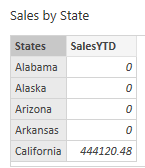 Sales by State
States SalesYTD
Alabama 0
Alaska 0
Arizona 0
Arkansas 0
California 444120.48